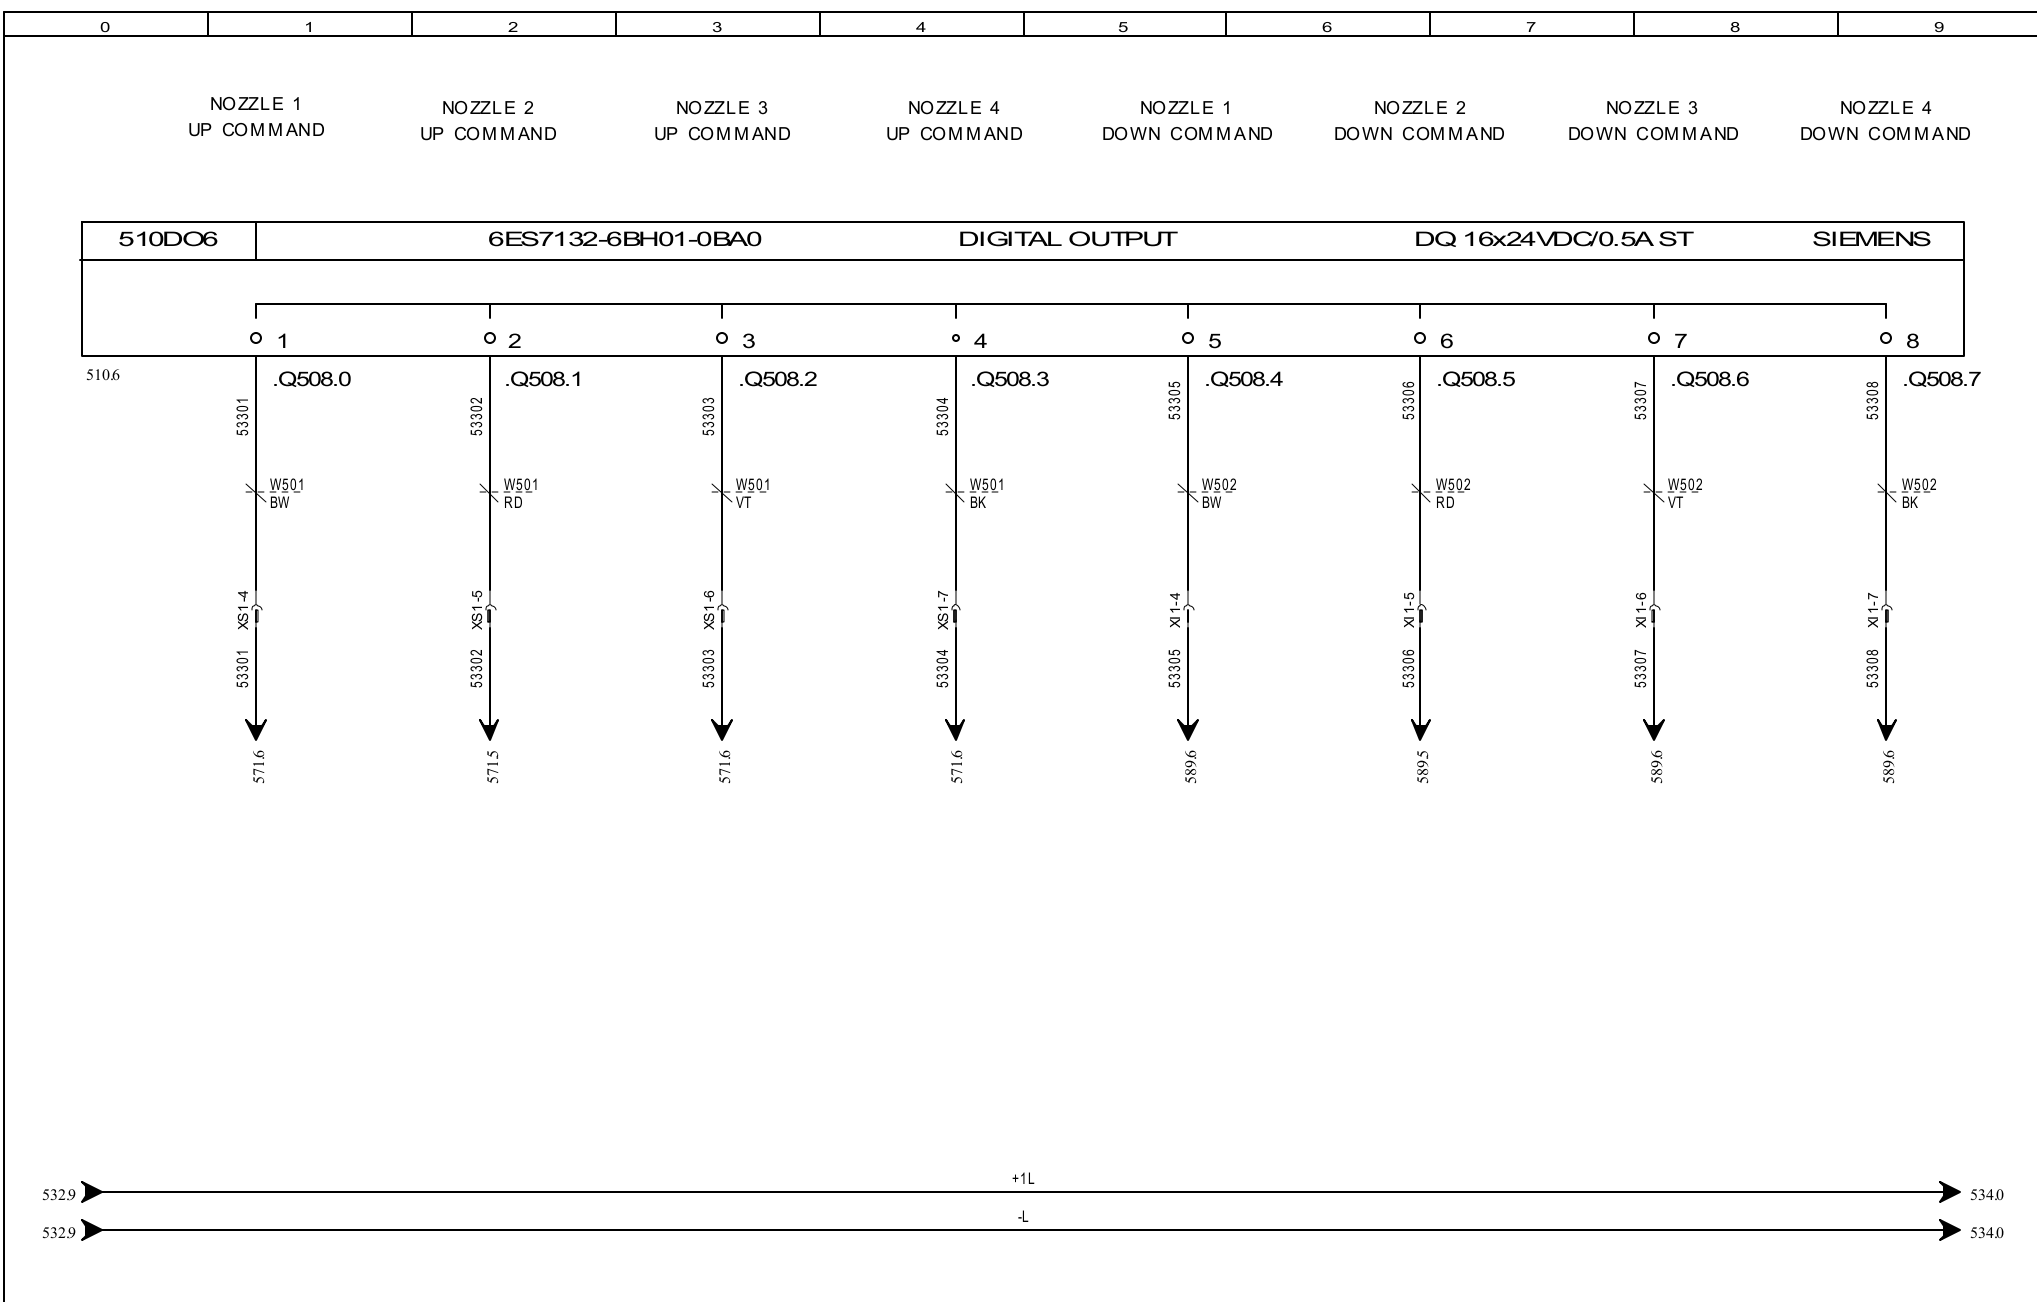 0 1 2 3 4 5 6 7 8 9
NOZZLE 1 NOZZLE 2 NOZZLE 3 NOZZLE 4 NOZZLE 1 NOZZLE 2 NOZZLE 3 NOZZLE 4
UP COMMAND UP COMMAND UP COMMAND UP COMMAND DOWN COMMAND DOWN COMMAND DOWN COMMAND DOWN COMMAND
510DO6 6ES7132-6BH01-0BA0 DIGITAL OUTPUT DQ 16x24VDC/0.5A ST SIEMENS
1 2 3 4 5 6 7 8
510.6 .Q508.0 .Q508.1 .Q508.2 .Q508.3 .Q508.4 .Q508.5 .Q508.6 .Q508.7
53301 53302 53303 53304 53305 53306 53307 53308
W501 W501 W501 W501 W502 W502 W502 W502
BW RD VT BK BW RD VT BK
XS1-4 XS1-5 XS1-6 XS1-7 XI1-4 XI1-5 XI1-6 XI1-7
53301 53302 53303 53304 53305 53306 53307 53308
571.6 571.5 571.6 571.6 589.6 589.5 589.6 589.6
+1L
532.9 534.0
-L
532.9 534.0